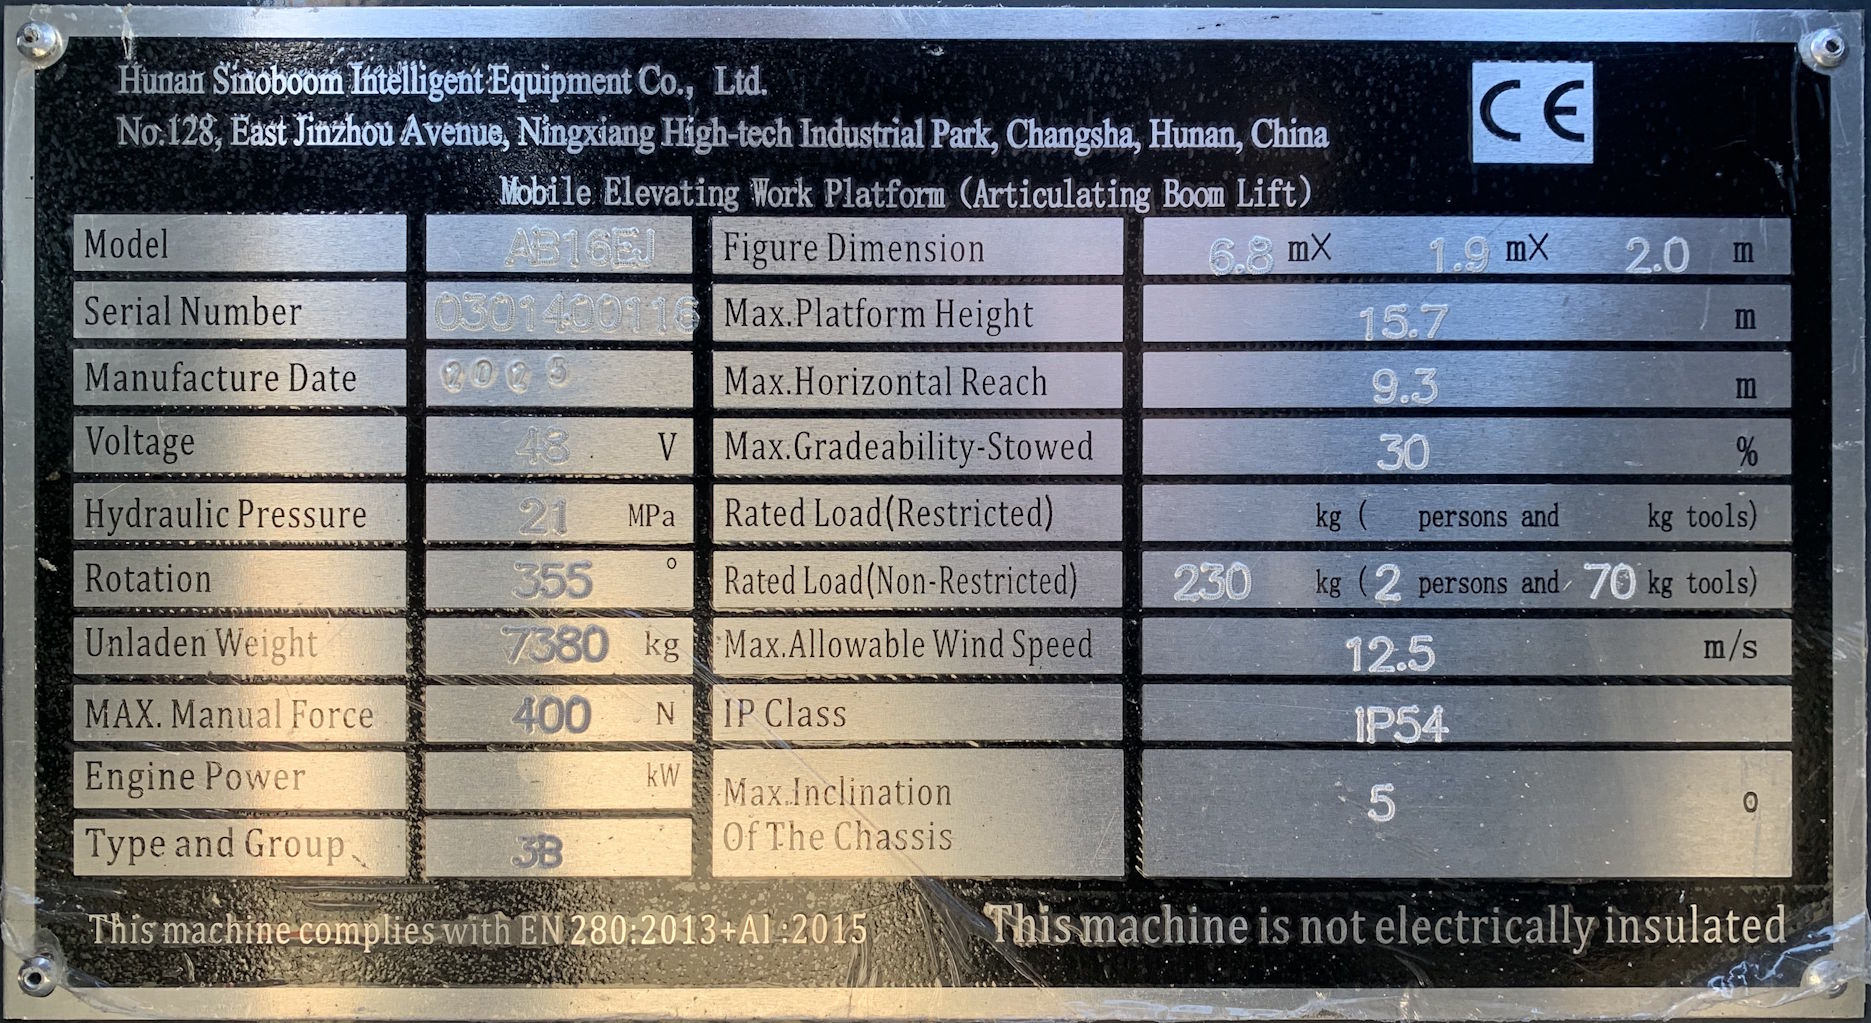 Hunan Sinoboom Intelligent Equipment Co., Ltd.
No.128, East Jinzhou Avenue, Ningxiang High-tech Industrial Park, Changsha, Hunan, China
CE
Mobile Elevating Work Platform (Articulating Boom Lift)
Model AB16EJ Figure Dimension 6.8 mX 1.9 mX 2.0 m
Serial Number 0301400116 Max.Platform Height 15.7 m
Manufacture Date 2023 Max.Horizontal Reach 9.3 m
Voltage 48 V Max.Gradeability-Stowed 30 %
Hydraulic Pressure 21 MPa Rated Load(Restricted) kg ( persons and kg tools)
Rotation 355 ° Rated Load(Non-Restricted) 230 kg (2 persons and 70 kg tools)
Unladen Weight 7380 kg Max.Allowable Wind Speed 12.5 m/s
MAX. Manual Force 400 N IP Class IP54
Engine Power kW Max.Inclination
Of The Chassis 5 °
Type and Group 3B
This machine complies with EN 280:2013+A1:2015 This machine is not electrically insulated